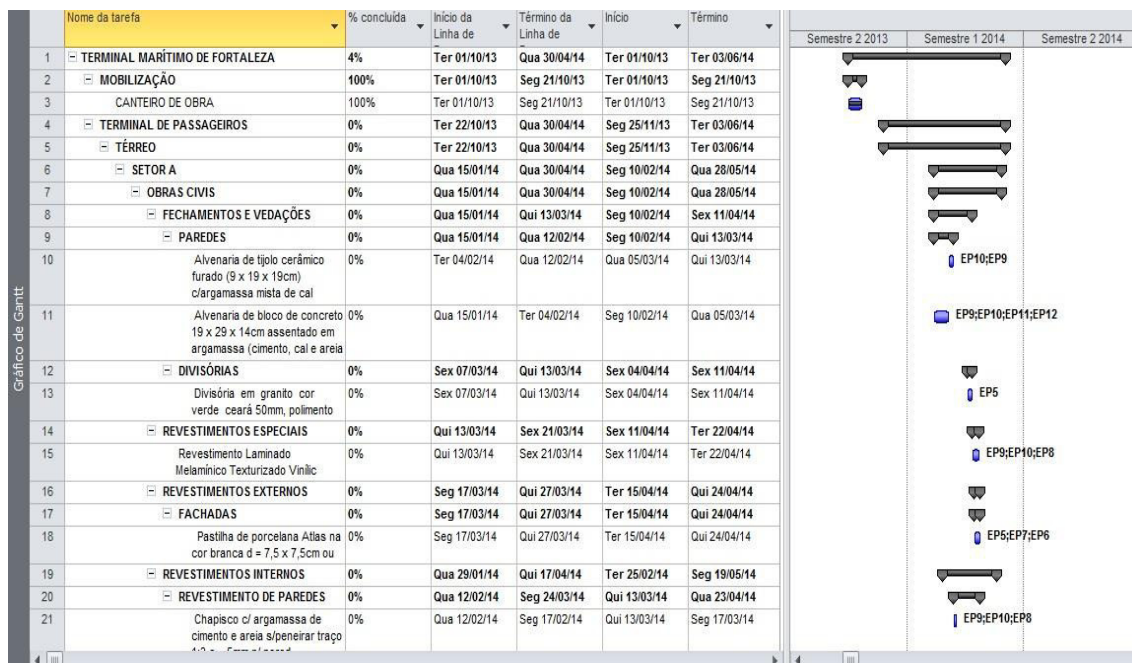 Nome da tarefa % concluída Início da Linha de Término da Linha de Início Término
Semestre 2 2013 Semestre 1 2014 Semestre 2 2014
1 TERMINAL MARÍTIMO DE FORTALEZA 4% Ter 01/10/13 Qua 30/04/14 Ter 01/10/13 Ter 03/06/14
2 MOBILIZAÇÃO 100% Ter 01/10/13 Seg 21/10/13 Ter 01/10/13 Seg 21/10/13
3 CANTEIRO DE OBRA 100% Ter 01/10/13 Seg 21/10/13 Ter 01/10/13 Seg 21/10/13
4 TERMINAL DE PASSAGEIROS 0% Ter 22/10/13 Qua 30/04/14 Seg 25/11/13 Ter 03/06/14
5 TÉRREO 0% Ter 22/10/13 Qua 30/04/14 Seg 25/11/13 Ter 03/06/14
6 SETOR A 0% Qua 15/01/14 Qua 30/04/14 Seg 10/02/14 Qua 28/05/14
7 OBRAS CIVIS 0% Qua 15/01/14 Qua 30/04/14 Seg 10/02/14 Qua 28/05/14
8 FECHAMENTOS E VEDAÇÕES 0% Qua 15/01/14 Qui 13/03/14 Seg 10/02/14 Sex 11/04/14
9 PAREDES 0% Qua 15/01/14 Qua 12/02/14 Seg 10/02/14 Qui 13/03/14
10 Alvenaria de tijolo cerâmico 0% Ter 04/02/14 Qua 12/02/14 Qua 05/03/14 Qui 13/03/14 EP10;EP9
furado (9 x 19 x 19cm)
c/argamassa mista de cal
11 Alvenaria de bloco de concreto 0% Qua 15/01/14 Ter 04/02/14 Seg 10/02/14 Qua 05/03/14 EP9;EP10;EP11;EP12
19 x 29 x 14cm assentado em
argamassa (cimento, cal e areia
12 DIVISÓRIAS 0% Sex 07/03/14 Qui 13/03/14 Sex 04/04/14 Sex 11/04/14
13 Divisória em granito cor 0% Sex 07/03/14 Qui 13/03/14 Sex 04/04/14 Sex 11/04/14 EP5
verde ceará 50mm, polimento
14 REVESTIMENTOS ESPECIAIS 0% Qui 13/03/14 Sex 21/03/14 Sex 11/04/14 Ter 22/04/14
15 Revestimento Laminado 0% Qui 13/03/14 Sex 21/03/14 Sex 11/04/14 Ter 22/04/14 EP9;EP10;EP8
Melamínico Texturizado Vinílic
16 REVESTIMENTOS EXTERNOS 0% Seg 17/03/14 Qui 27/03/14 Ter 15/04/14 Qui 24/04/14
17 FACHADAS 0% Seg 17/03/14 Qui 27/03/14 Ter 15/04/14 Qui 24/04/14
18 Pastilha de porcelana Atlas na 0% Seg 17/03/14 Qui 27/03/14 Ter 15/04/14 Qui 24/04/14 EP5;EP7;EP6
cor branca d = 7,5 x 7,5cm ou
19 REVESTIMENTOS INTERNOS 0% Qua 29/01/14 Qui 17/04/14 Ter 25/02/14 Seg 19/05/14
20 REVESTIMENTO DE PAREDES 0% Qua 12/02/14 Seg 24/03/14 Qui 13/03/14 Qua 23/04/14
21 Chapisco c/ argamassa de 0% Qua 12/02/14 Seg 17/02/14 Qui 13/03/14 Seg 17/03/14 EP9;EP10;EP8
cimento e areia s/peneirar traço
Gráfico de Gantt